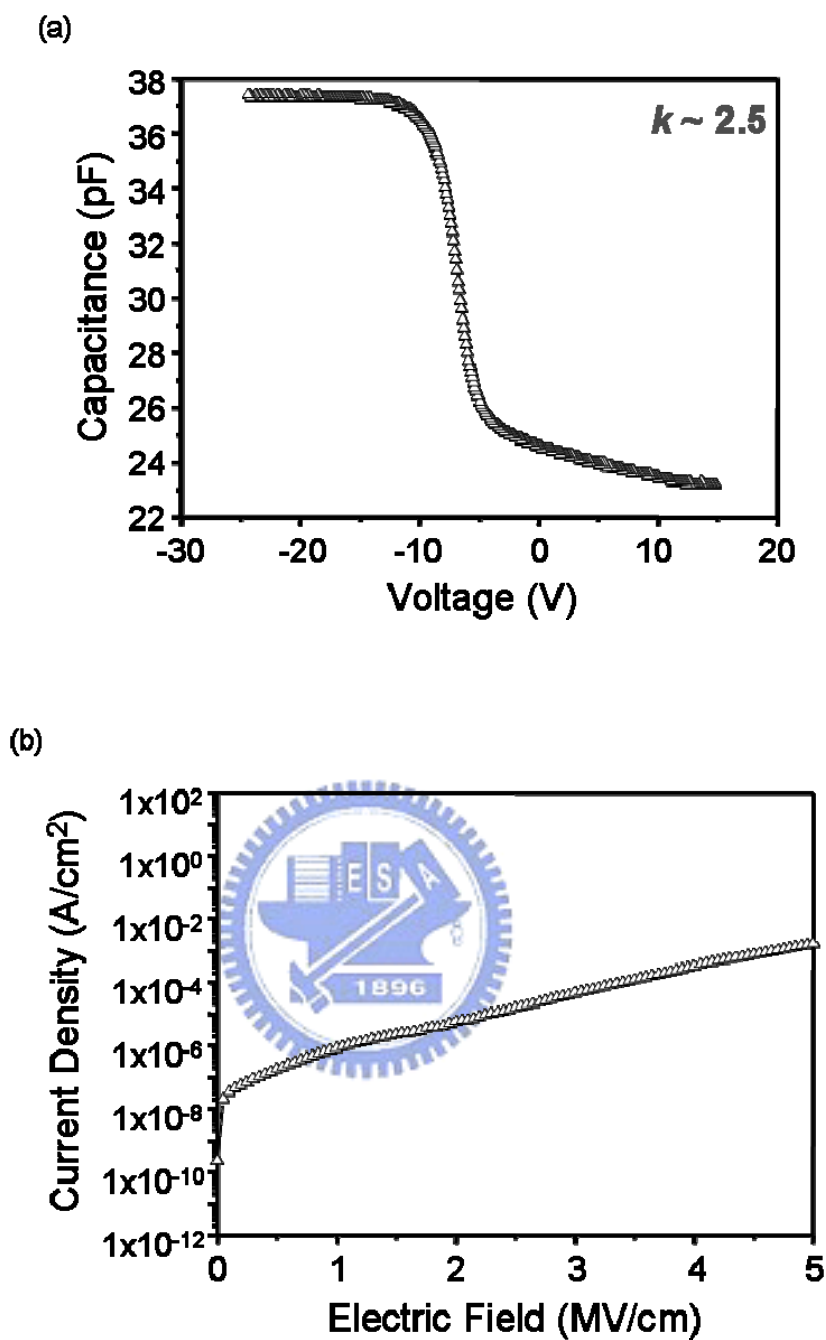 (a)
38
36
34
32
30
28
26
24
22
Capacitance (pF)
k ~ 2.5
-30 -20 -10 0 10 20
Voltage (V)
(b)
1x10²
1x10⁰
1x10⁻²
1x10⁻⁴
1x10⁻⁶
1x10⁻⁸
1x10⁻¹⁰
1x10⁻¹²
Current Density (A/cm²)
E S A
1896
0 1 2 3 4 5
Electric Field (MV/cm)